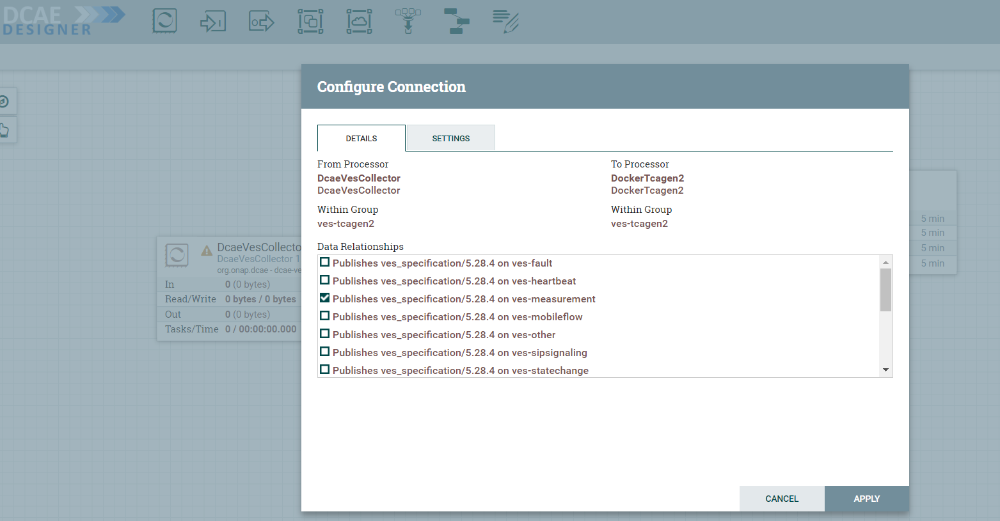 DCAE
DESIGNER
Configure Connection
DETAILS SETTINGS
From Processor To Processor
DcaeVesCollector DockerTcagen2
DcaeVesCollector DockerTcagen2
Within Group Within Group
ves-tcagen2 ves-tcagen2
Data Relationships
Publishes ves_specification/5.28.4 on ves-fault
Publishes ves_specification/5.28.4 on ves-heartbeat
Publishes ves_specification/5.28.4 on ves-measurement
Publishes ves_specification/5.28.4 on ves-mobileflow
Publishes ves_specification/5.28.4 on ves-other
Publishes ves_specification/5.28.4 on ves-sipsignaling
Publishes ves_specification/5.28.4 on ves-statechange
CANCEL APPLY
DcaeVesCollecto
DcaeVesCollector 1
org.onap.dcae - dcae-ve
In 0 (0 bytes)
Read/Write 0 bytes / 0 bytes
Out 0 (0 bytes)
Tasks/Time 0 / 00:00:00.000
5 min
5 min
5 min
5 min